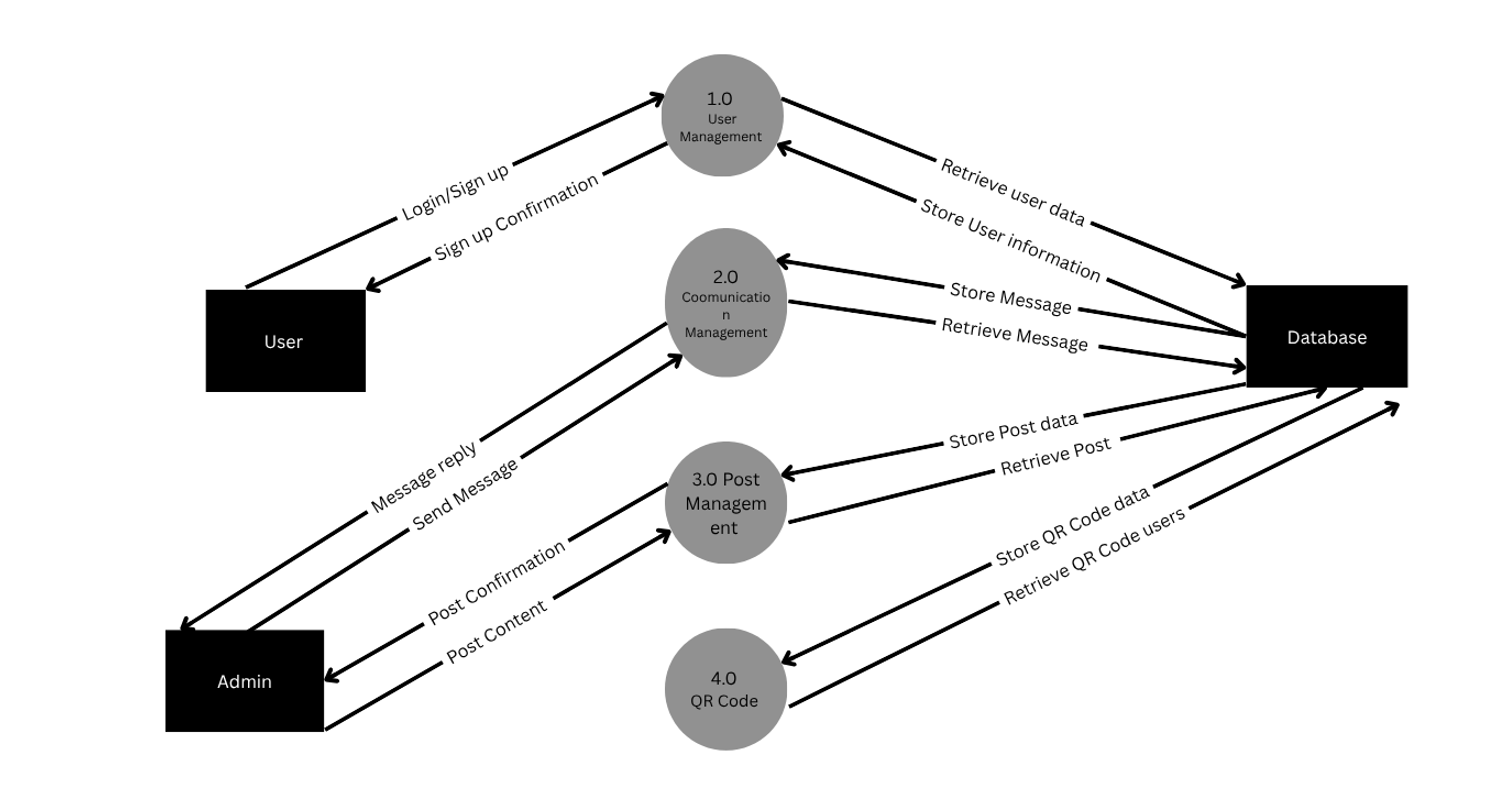 1.0
User
Management
Login/Sign up
Sign up Confirmation
Retrieve user data
Store User information
2.0
Coomunicatio
n
Management
Store Message
Retrieve Message
User
Database
Message reply
Send Message
Store Post data
Retrieve Post
3.0 Post
Managem
ent
Post Confirmation
Post Content
Store QR Code data
Retrieve QR Code users
Admin
4.0
QR Code